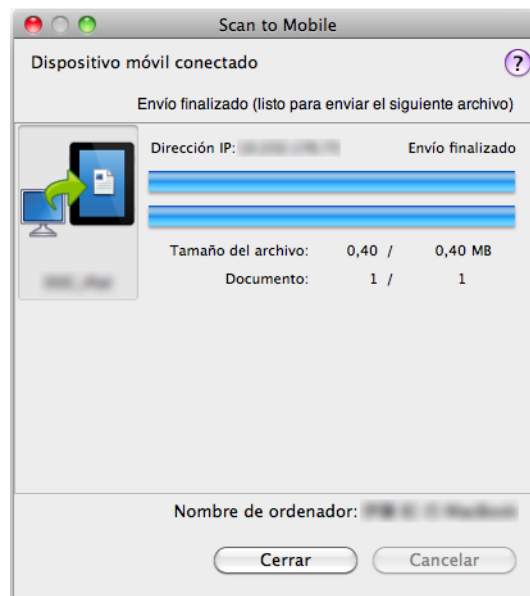 Scan to Mobile
Dispositivo móvil conectado
?
Envío finalizado (listo para enviar el siguiente archivo)
Dirección IP: Envío finalizado
Tamaño del archivo: 0,40 / 0,40 MB
Documento: 1 / 1
Nombre de ordenador:
Cerrar Cancelar